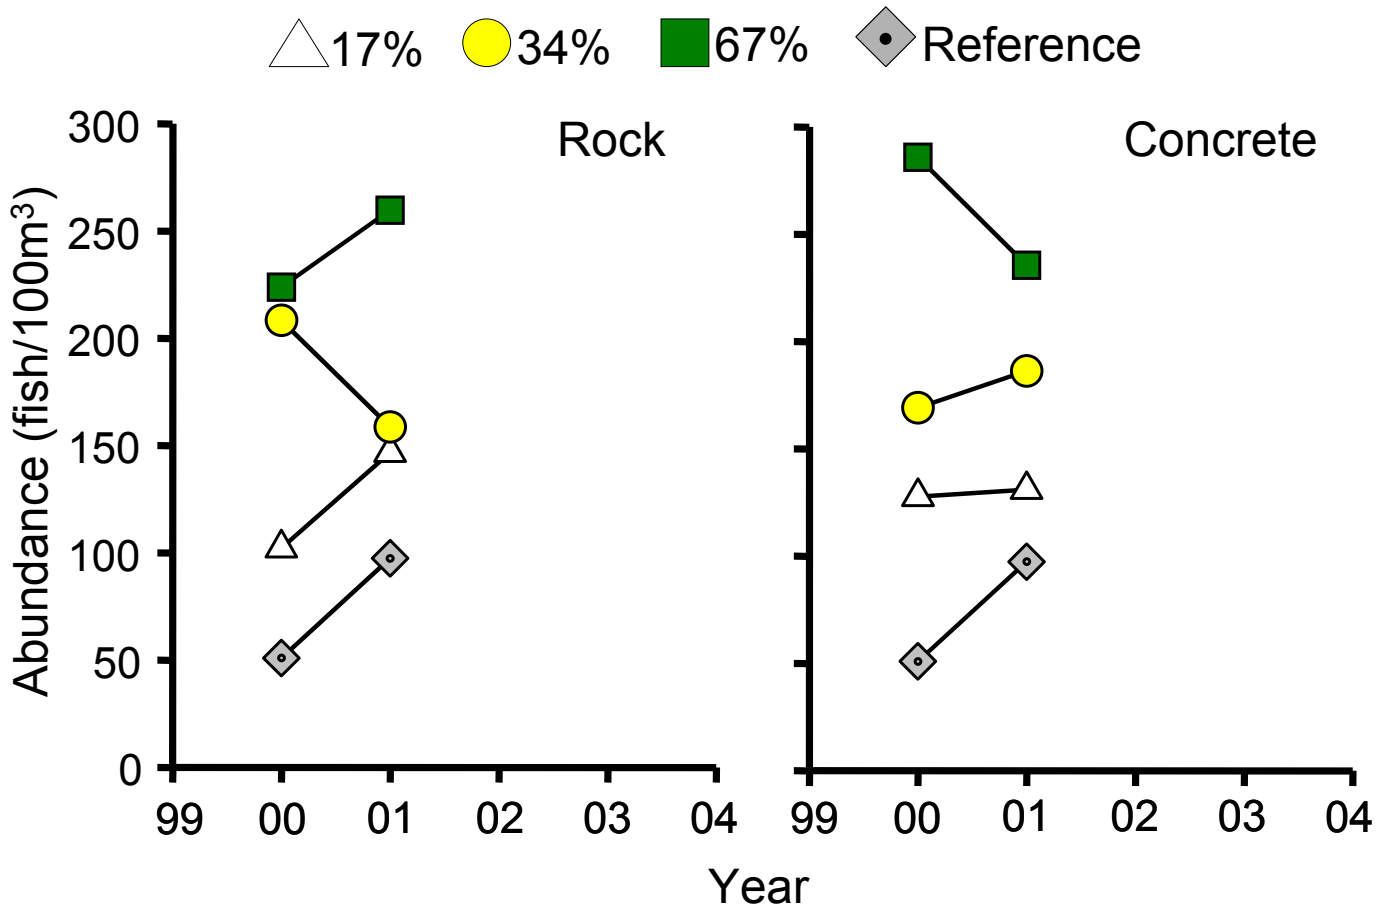 17% 34% 67% Reference
Rock
Concrete
Abundance (fish/100m³)
300
250
200
150
100
50
0
99 00 01 02 03 04
99 00 01 02 03 04
Year